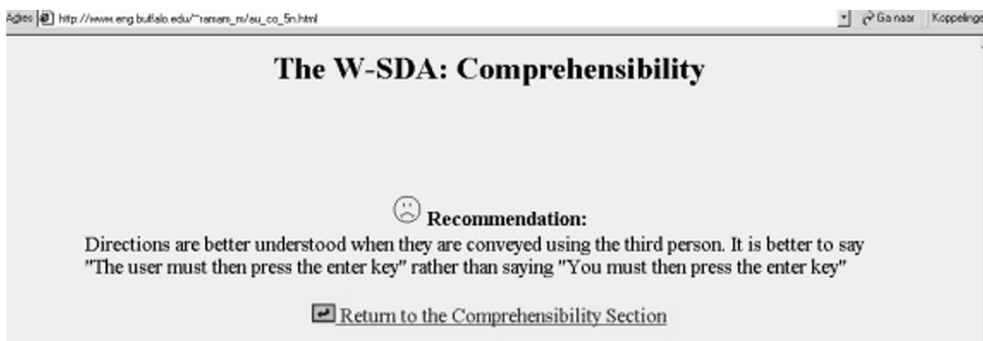 Adres http://www.eng.buffalo.edu/~ramam_m/au_co_5n.html Ga naar Koppelinge
The W-SDA: Comprehensibility
Recommendation:
Directions are better understood when they are conveyed using the third person. It is better to say
"The user must then press the enter key" rather than saying "You must then press the enter key"
Return to the Comprehensibility Section